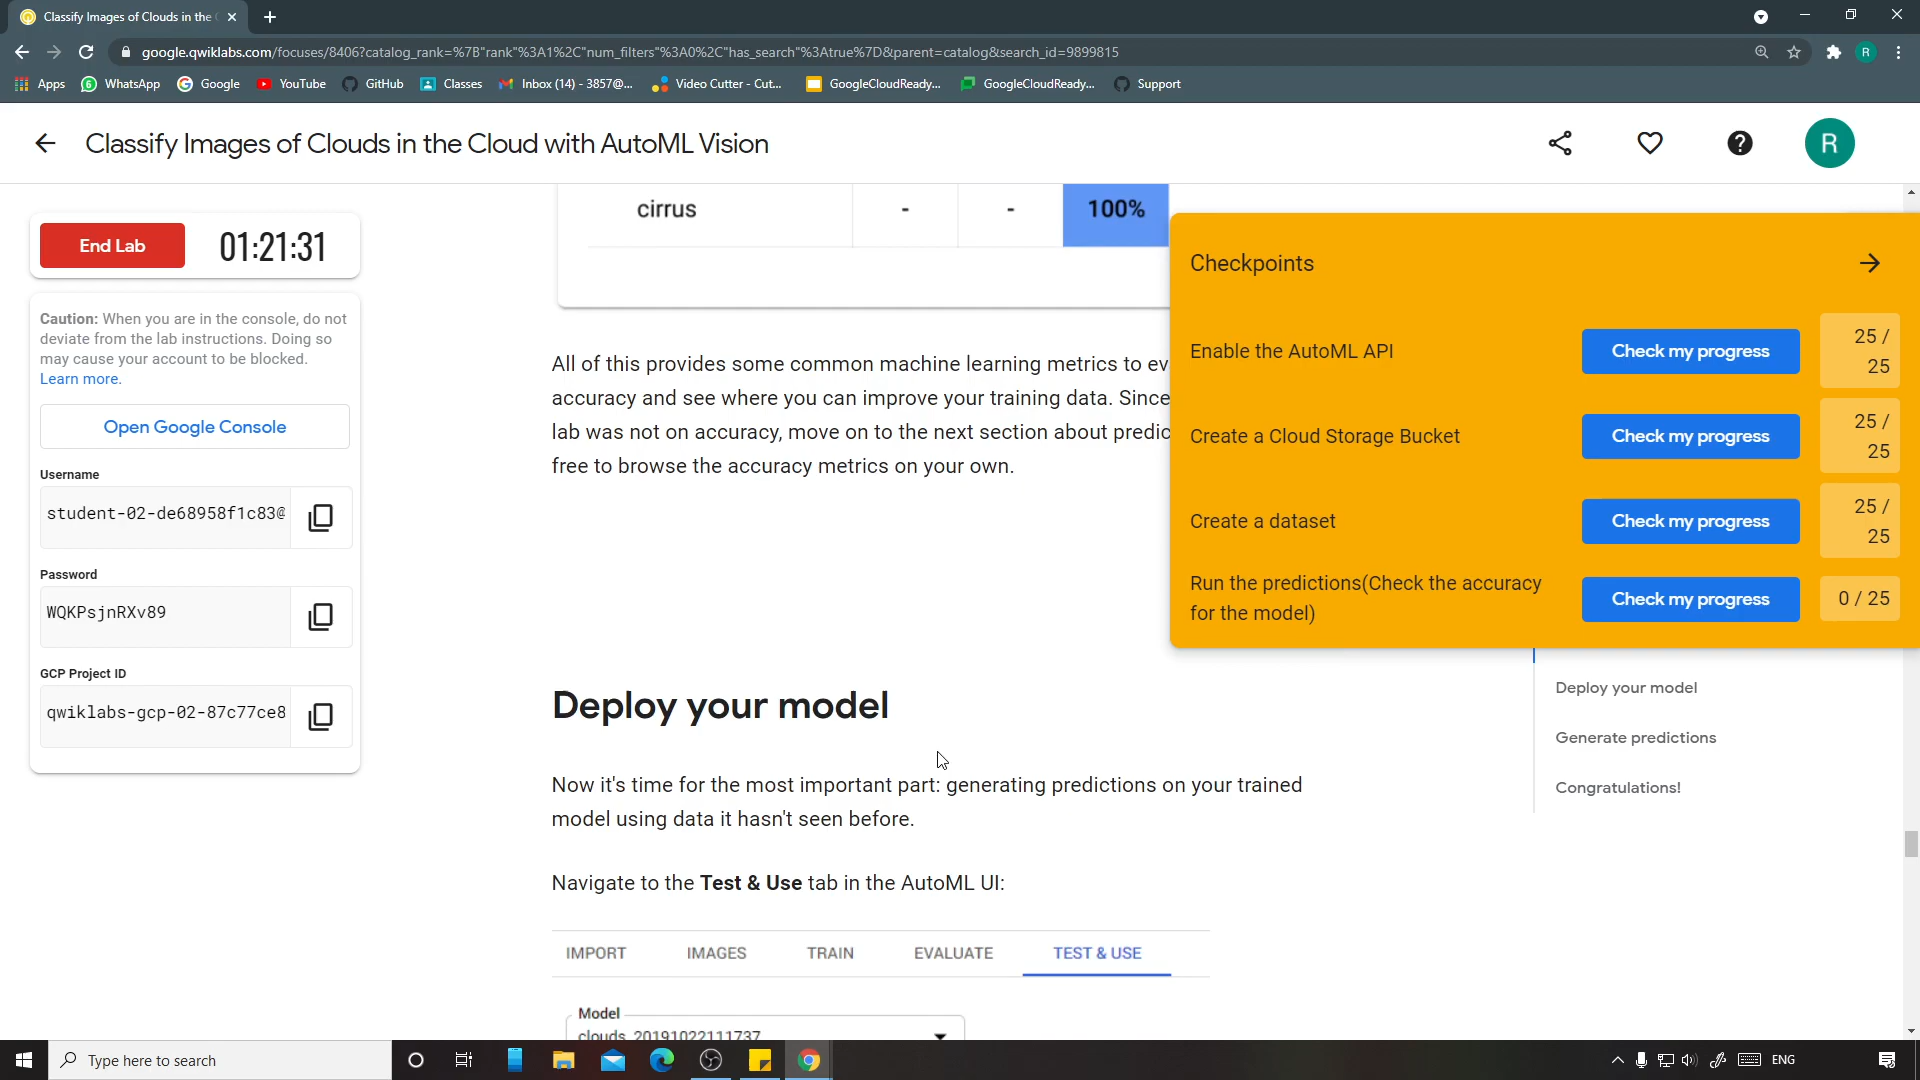 Classify Images of Clouds in the
google.qwiklabs.com/focuses/8406?catalog_rank=%7B"rank"%3A1%2C"num_filters"%3A0%2C"has_search"%3Atrue%7D&parent=catalog&search_id=9899815
R
Apps WhatsApp Google YouTube GitHub Classes Inbox (14) - 3857@... Video Cutter - Cut... GoogleCloudReady... GoogleCloudReady... Support
Classify Images of Clouds in the Cloud with AutoML Vision
R
End Lab 01:21:31
Caution: When you are in the console, do not
deviate from the lab instructions. Doing so
may cause your account to be blocked.
Learn more.
Open Google Console
Username
student-02-de68958f1c83@
Password
WQKPsjnRXv89
GCP Project ID
qwiklabs-gcp-02-87c77ce8
cirrus - - 100%
All of this provides some common machine learning metrics to ev
accuracy and see where you can improve your training data. Since
lab was not on accuracy, move on to the next section about predic
free to browse the accuracy metrics on your own.
Deploy your model
Now it's time for the most important part: generating predictions on your trained
model using data it hasn't seen before.
Navigate to the Test & Use tab in the AutoML UI:
IMPORT IMAGES TRAIN EVALUATE TEST & USE
Model
clouds_20191022111737
Checkpoints
Enable the AutoML API Check my progress 25 /
25
Create a Cloud Storage Bucket Check my progress 25 /
25
Create a dataset Check my progress 25 /
25
Run the predictions(Check the accuracy
for the model) Check my progress 0 / 25
Deploy your model
Generate predictions
Congratulations!
Type here to search
ENG